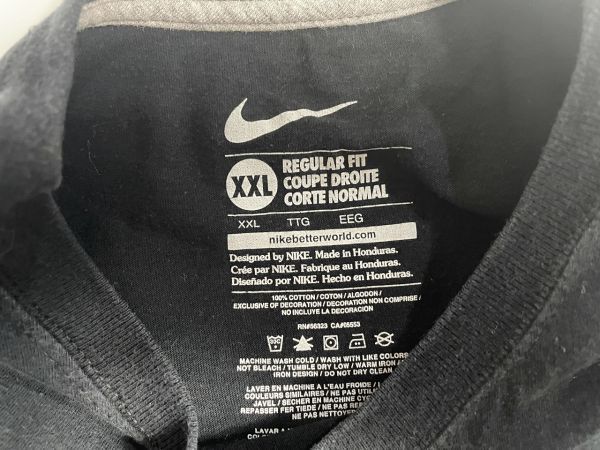 XXL
REGULAR FIT
COUPE DROITE
CORTE NORMAL
XXL TTG EEG
nikebetterworld.com
Designed by NIKE. Made in Honduras.
Crée par NIKE. Fabrique au Honduras.
Diseñado por NIKE. Hecho en Honduras.
100% COTTON / COTON / ALGODON /
EXCLUSIVE OF DECORATION / DECORATION NON COMPRISE /
NO INCLUYE LA DECORACION
RN#56323 CA#05553
MACHINE WASH COLD / WASH WITH LIKE COLORS
NOT BLEACH / TUMBLE DRY LOW / WARM IRON /
IRON DESIGN / DO NOT DRY CLEAN
LAVER EN MACHINE A L'EAU FROIDE /
COULEURS SIMILAIRES / NE PAS
JAVEL / SECHER EN MACHINE CYC
REPASSER FER TIEDE / NE PAS RE
NE PAS NETTOYER
LAVAR A